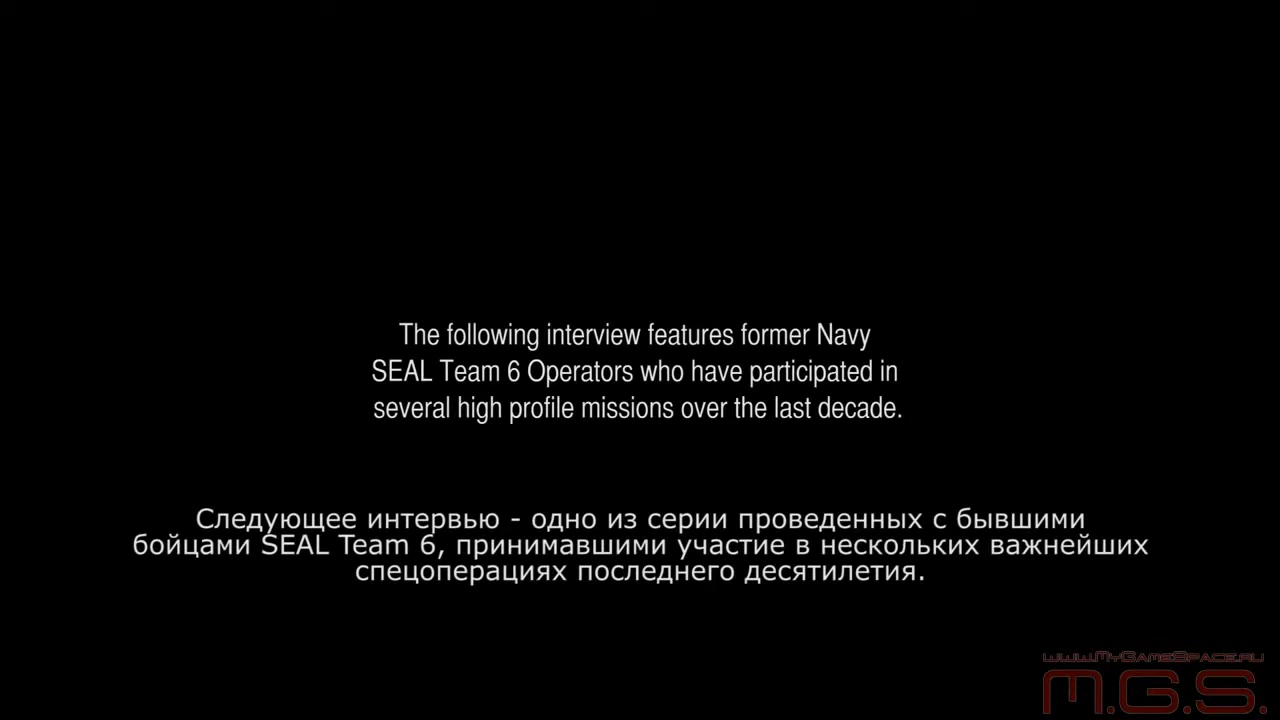 The following interview features former Navy
SEAL Team 6 Operators who have participated in
several high profile missions over the last decade.
Следующее интервью - одно из серии проведенных с бывшими
бойцами SEAL Team 6, принимавшими участие в нескольких важнейших
спецоперациях последнего десятилетия.
www.MyGameSpace.ru
M.G.S.